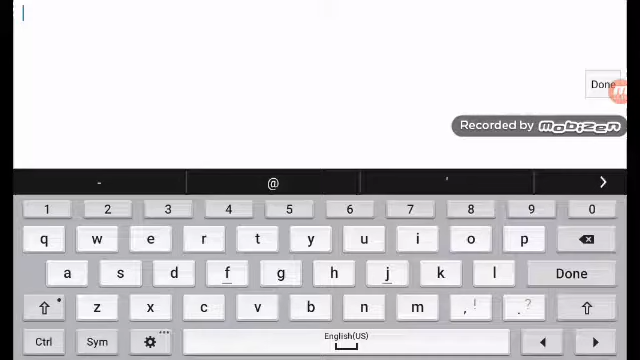 Done
Recorded by mobizen
- @ '
1 2 3 4 5 6 7 8 9 0
q w e r t y u i o p
a s d f g h j k l Done
z x c v b n m , ! . ?
Ctrl Sym English(US)